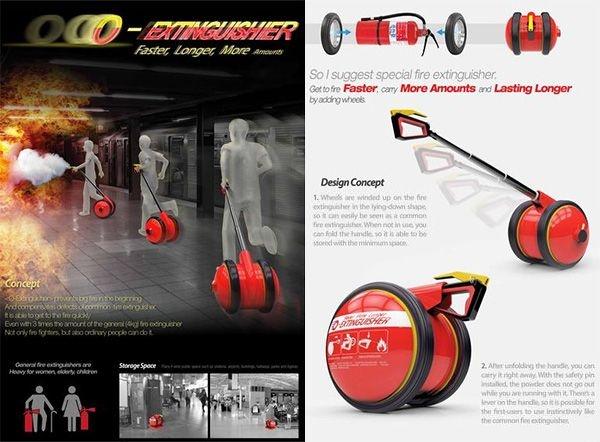 O - EXTINGUISHIER
Faster, Longer, More Amounts
Concept
And compensates defects of common fire extinguisher.
It is able to get to the fire quickly
Even with 3 times the amount of the general (4kg) fire extinguisher
Not only fire fighters, but also ordinary people can do it.
General fire extinguishers are
Heavy for women, elderly, children
Storage Space
So I suggest special fire extinguisher.
Get to fire Faster, carry More Amounts and Lasting Longer
by adding wheels.
Design Concept
1. Wheels are winded up on the fire
extinguisher in the lying-down shape,
so it can easily be seen as a common
fire extinguisher. When not in use, you
can fold the handle, so it is able to be
stored with the minimum space.
O-EXTINGUISHER
2. After unfolding the handle, you can
carry it right away. With the safety pin
installed, the powder does not go out
while you are running with it. There's a
lever on the handle, so it is possible for
the first-users to use instinctively like
the common fire extinguisher.